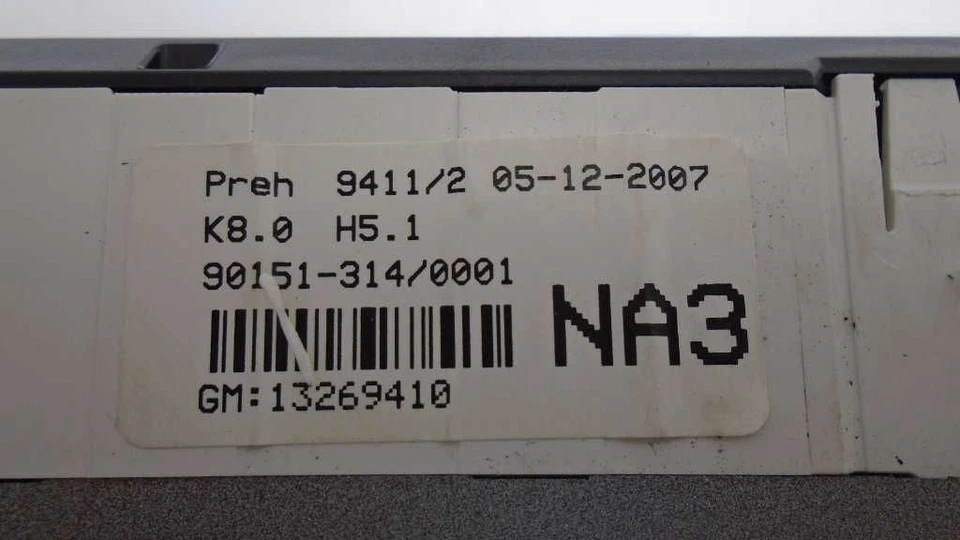 Preh 9411/2 05-12-2007
K8.0 H5.1
90151-314/0001
NA3
GM:13269410